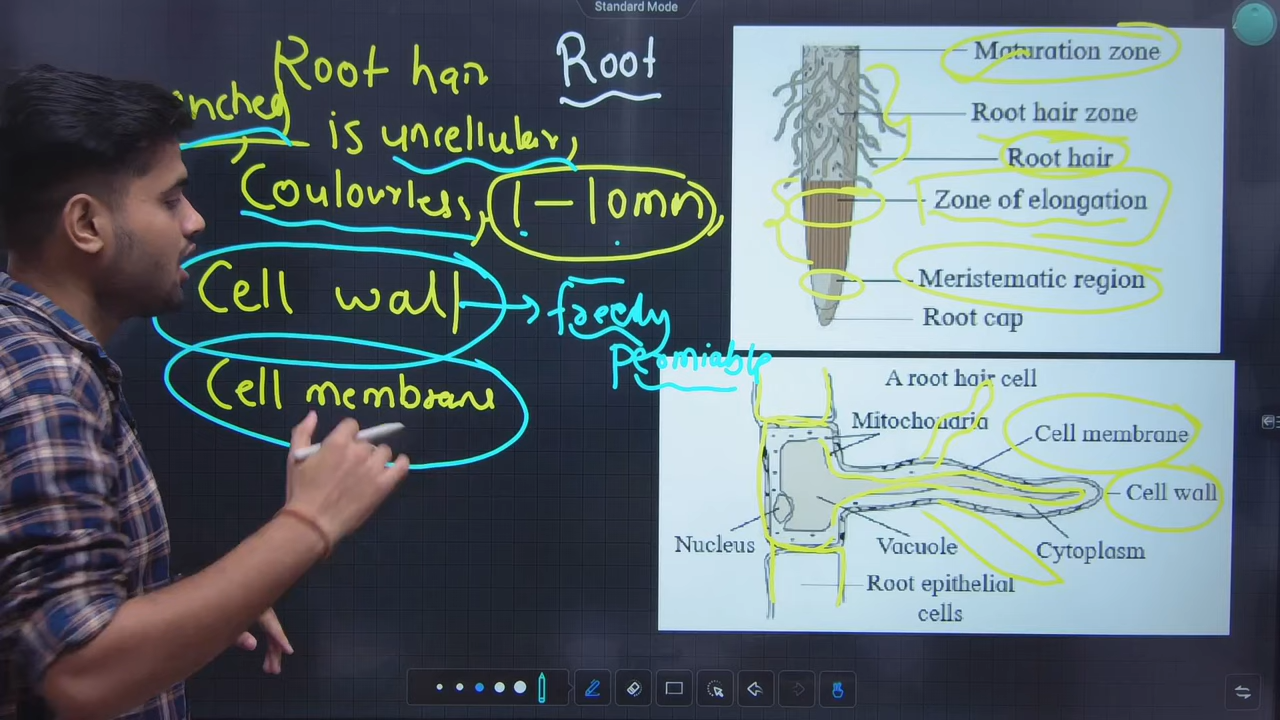 Standard Mode
Root
Root hair
nched
is unicellular,
Coulourless, 1-10mm,
Cell wall → freely
Permiable
Cell membrane
Maturation zone
Root hair zone
Root hair
Zone of elongation
Meristematic region
Root cap
A root hair cell
Mitochondria
Cell membrane
Cell wall
Nucleus
Vacuole
Cytoplasm
Root epithelial
cells